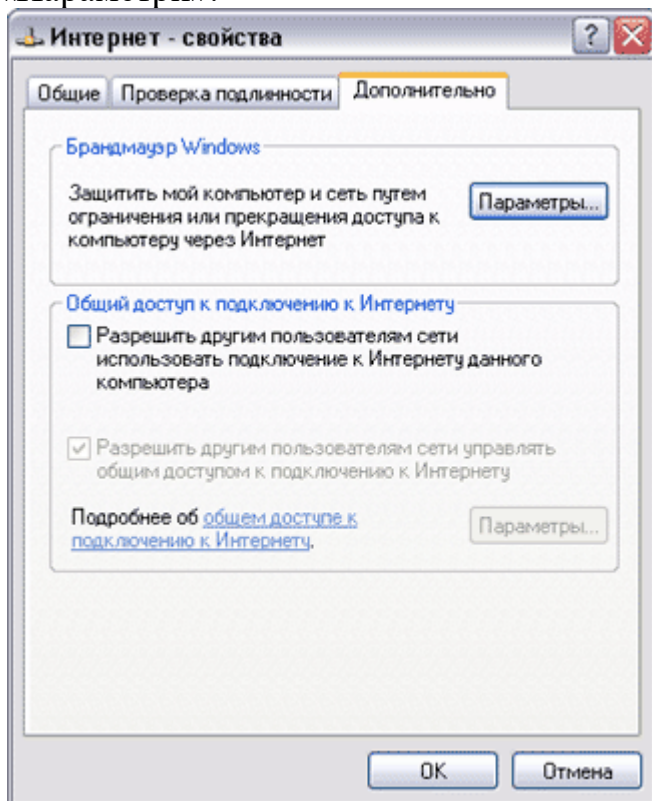 «Параметры».
Интернет - свойства
Общие Проверка подлинности Дополнительно
Брандмауэр Windows
Защитить мой компьютер и сеть путем
ограничения или прекращения доступа к
компьютеру через Интернет
Параметры...
Общий доступ к подключению к Интернету
Разрешить другим пользователям сети
использовать подключение к Интернету данного
компьютера
Разрешить другим пользователям сети управлять
общим доступом к подключению к Интернету
Подробнее об общем доступе к
подключению к Интернету.
Параметры...
OK Отмена